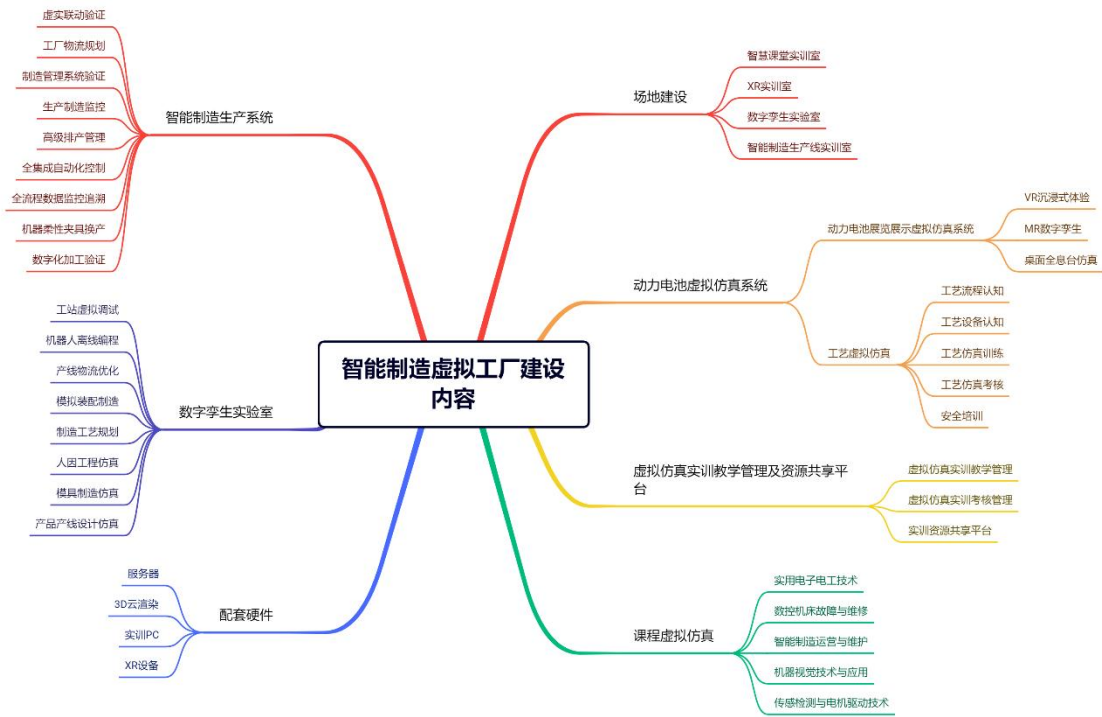 智能制造虚拟工厂建设
内容
场地建设
智慧课堂实训室
XR实训室
数字孪生实验室
智能制造生产线实训室
动力电池虚拟仿真系统
动力电池展览展示虚拟仿真系统
VR沉浸式体验
MR数字孪生
桌面全息台仿真
工艺虚拟仿真
工艺流程认知
工艺设备认知
工艺仿真训练
工艺仿真考核
安全培训
虚拟仿真实训教学管理及资源共享平
台
虚拟仿真实训教学管理
虚拟仿真实训考核管理
实训资源共享平台
课程虚拟仿真
实用电子电工技术
数控机床故障与维修
智能制造运营与维护
机器视觉技术与应用
传感检测与电机驱动技术
智能制造生产系统
虚实联动验证
工厂物流规划
制造管理系统验证
生产制造监控
高级排产管理
全集成自动化控制
全流程数据监控追溯
机器柔性夹具换产
数字化加工验证
数字孪生实验室
工站虚拟调试
机器人离线编程
产线物流优化
模拟装配制造
制造工艺规划
人因工程仿真
模具制造仿真
产品产线设计仿真
配套硬件
服务器
3D云渲染
实训PC
XR设备